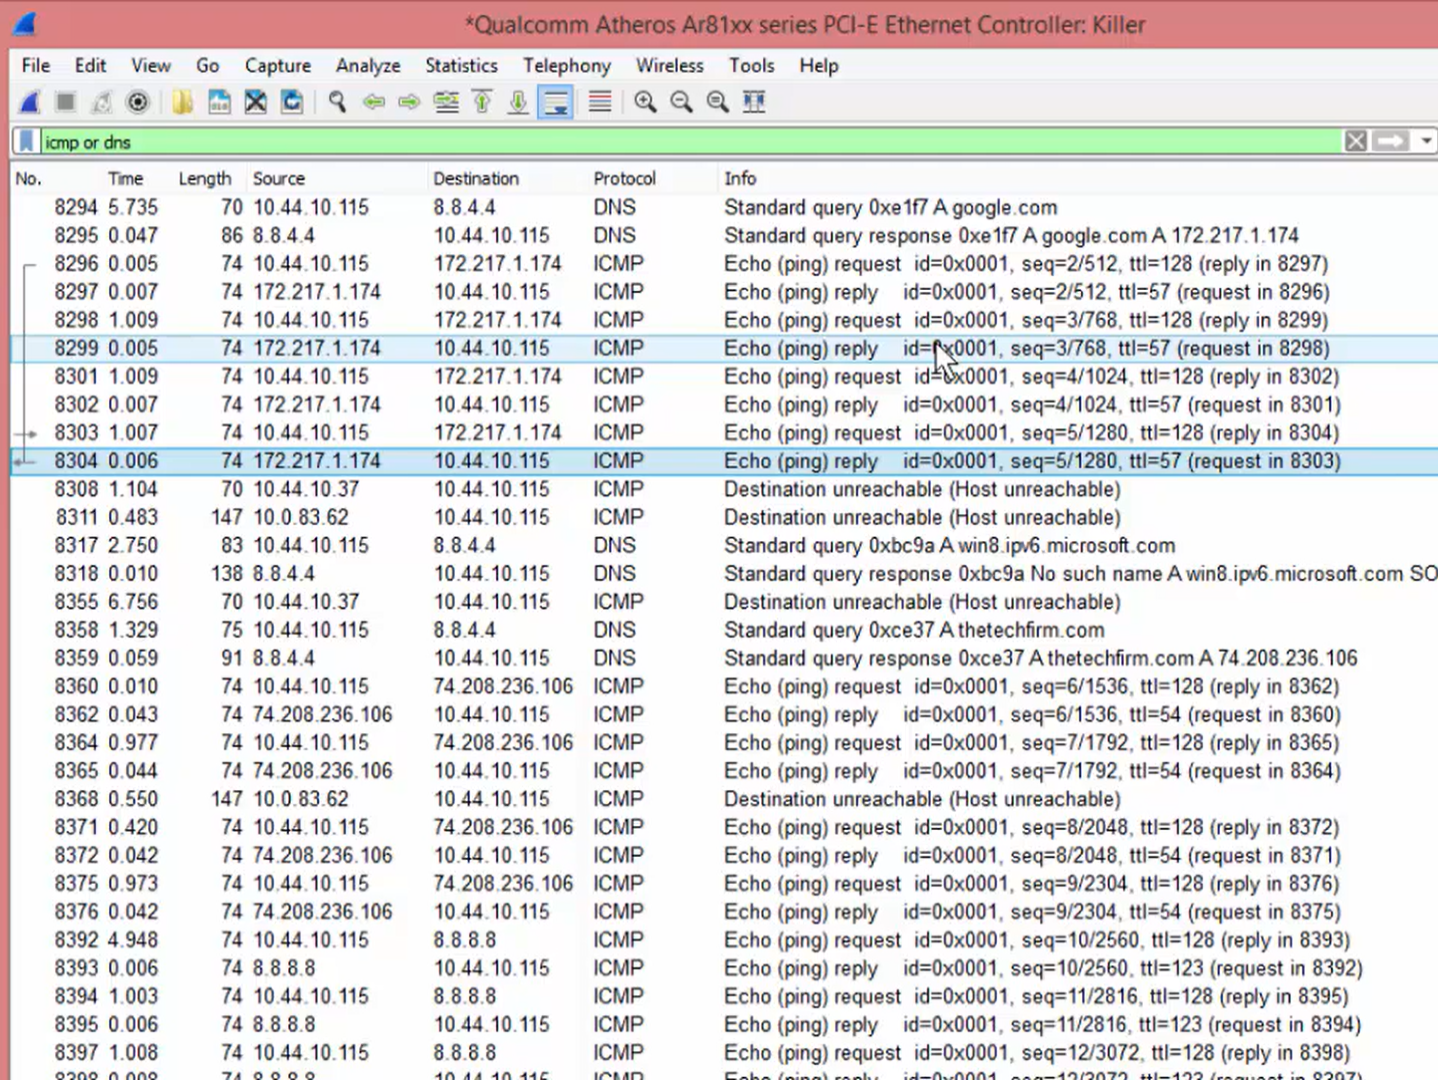 *Qualcomm Atheros Ar81xx series PCI-E Ethernet Controller: Killer
File Edit View Go Capture Analyze Statistics Telephony Wireless Tools Help
icmp or dns
No. Time Length Source Destination Protocol Info
8294 5.735 70 10.44.10.115 8.8.4.4 DNS Standard query 0xe1f7 A google.com
8295 0.047 86 8.8.4.4 10.44.10.115 DNS Standard query response 0xe1f7 A google.com A 172.217.1.174
8296 0.005 74 10.44.10.115 172.217.1.174 ICMP Echo (ping) request id=0x0001, seq=2/512, ttl=128 (reply in 8297)
8297 0.007 74 172.217.1.174 10.44.10.115 ICMP Echo (ping) reply id=0x0001, seq=2/512, ttl=57 (request in 8296)
8298 1.009 74 10.44.10.115 172.217.1.174 ICMP Echo (ping) request id=0x0001, seq=3/768, ttl=128 (reply in 8299)
8299 0.005 74 172.217.1.174 10.44.10.115 ICMP Echo (ping) reply id=0x0001, seq=3/768, ttl=57 (request in 8298)
8301 1.009 74 10.44.10.115 172.217.1.174 ICMP Echo (ping) request id=0x0001, seq=4/1024, ttl=128 (reply in 8302)
8302 0.007 74 172.217.1.174 10.44.10.115 ICMP Echo (ping) reply id=0x0001, seq=4/1024, ttl=57 (request in 8301)
8303 1.007 74 10.44.10.115 172.217.1.174 ICMP Echo (ping) request id=0x0001, seq=5/1280, ttl=128 (reply in 8304)
8304 0.006 74 172.217.1.174 10.44.10.115 ICMP Echo (ping) reply id=0x0001, seq=5/1280, ttl=57 (request in 8303)
8308 1.104 70 10.44.10.37 10.44.10.115 ICMP Destination unreachable (Host unreachable)
8311 0.483 147 10.0.83.62 10.44.10.115 ICMP Destination unreachable (Host unreachable)
8317 2.750 83 10.44.10.115 8.8.4.4 DNS Standard query 0xbc9a A win8.ipv6.microsoft.com
8318 0.010 138 8.8.4.4 10.44.10.115 DNS Standard query response 0xbc9a No such name A win8.ipv6.microsoft.com SO
8355 6.756 70 10.44.10.37 10.44.10.115 ICMP Destination unreachable (Host unreachable)
8358 1.329 75 10.44.10.115 8.8.4.4 DNS Standard query 0xce37 A thetechfirm.com
8359 0.059 91 8.8.4.4 10.44.10.115 DNS Standard query response 0xce37 A thetechfirm.com A 74.208.236.106
8360 0.010 74 10.44.10.115 74.208.236.106 ICMP Echo (ping) request id=0x0001, seq=6/1536, ttl=128 (reply in 8362)
8362 0.043 74 74.208.236.106 10.44.10.115 ICMP Echo (ping) reply id=0x0001, seq=6/1536, ttl=54 (request in 8360)
8364 0.977 74 10.44.10.115 74.208.236.106 ICMP Echo (ping) request id=0x0001, seq=7/1792, ttl=128 (reply in 8365)
8365 0.044 74 74.208.236.106 10.44.10.115 ICMP Echo (ping) reply id=0x0001, seq=7/1792, ttl=54 (request in 8364)
8368 0.550 147 10.0.83.62 10.44.10.115 ICMP Destination unreachable (Host unreachable)
8371 0.420 74 10.44.10.115 74.208.236.106 ICMP Echo (ping) request id=0x0001, seq=8/2048, ttl=128 (reply in 8372)
8372 0.042 74 74.208.236.106 10.44.10.115 ICMP Echo (ping) reply id=0x0001, seq=8/2048, ttl=54 (request in 8371)
8375 0.973 74 10.44.10.115 74.208.236.106 ICMP Echo (ping) request id=0x0001, seq=9/2304, ttl=128 (reply in 8376)
8376 0.042 74 74.208.236.106 10.44.10.115 ICMP Echo (ping) reply id=0x0001, seq=9/2304, ttl=54 (request in 8375)
8392 4.948 74 10.44.10.115 8.8.8.8 ICMP Echo (ping) request id=0x0001, seq=10/2560, ttl=128 (reply in 8393)
8393 0.006 74 8.8.8.8 10.44.10.115 ICMP Echo (ping) reply id=0x0001, seq=10/2560, ttl=123 (request in 8392)
8394 1.003 74 10.44.10.115 8.8.8.8 ICMP Echo (ping) request id=0x0001, seq=11/2816, ttl=128 (reply in 8395)
8395 0.006 74 8.8.8.8 10.44.10.115 ICMP Echo (ping) reply id=0x0001, seq=11/2816, ttl=123 (request in 8394)
8397 1.008 74 10.44.10.115 8.8.8.8 ICMP Echo (ping) request id=0x0001, seq=12/3072, ttl=128 (reply in 8398)